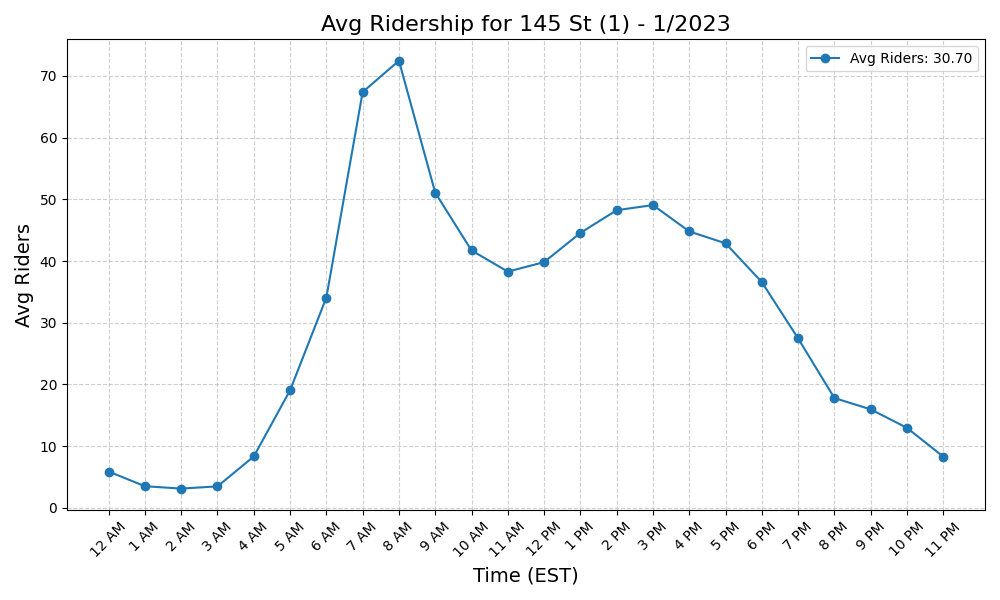 Avg Ridership for 145 St (1) - 1/2023
Avg Riders: 30.70
Avg Riders
70
60
50
40
30
20
10
0
12 AM
1 AM
2 AM
3 AM
4 AM
5 AM
6 AM
7 AM
8 AM
9 AM
10 AM
11 AM
12 PM
1 PM
2 PM
3 PM
4 PM
5 PM
6 PM
7 PM
8 PM
9 PM
10 PM
11 PM
Time (EST)